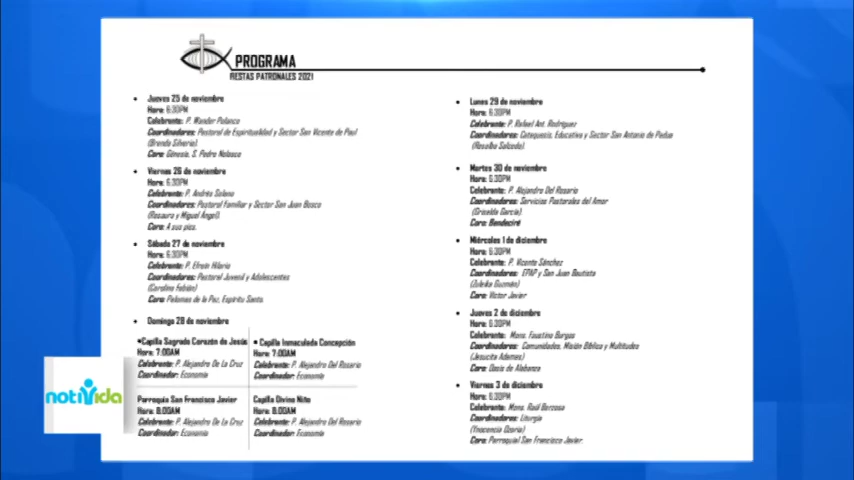 PROGRAMA
FIESTAS PATRONALES 2021
• Jueves 25 de noviembre
Hora: 6:30PM
Celebrante: P. Wander Polanco
Coordinadores: Pastoral de Espiritualidad y Sector San Vicente de Paul
(Brenda Silverio).
Coro: Génesis, S. Pedro Nolasco
• Viernes 26 de noviembre
Hora: 6:30PM
Celebrante: P. Andrés Solano
Coordinadores: Pastoral Familiar y Sector San Juan Bosco
(Rosaura y Miguel Ángel).
Coro: A sus pies.
• Sábado 27 de noviembre
Hora: 6:30PM
Celebrante: P. Efraín Hilario
Coordinadores: Pastoral Juvenil y Adolescentes
(Carolina Fabián)
Coro: Palomas de la Paz, Espíritu Santo.
• Domingo 28 de noviembre
•Capilla Sagrado Corazón de Jesús
Hora: 7:00AM
Celebrante: P. Alejandro De La Cruz
Coordinador: Economía
• Capilla Inmaculada Concepción
Hora: 7:00AM
Celebrante: P. Alejandro Del Rosario
Coordinador: Economía
Parroquia San Francisco Javier
Hora: 8:00AM
Celebrante: P. Alejandro De La Cruz
Coordinador: Economía
Capilla Divino Niño
Hora: 8:00AM
Celebrante: P. Alejandro Del Rosario
Coordinador: Economía
• Lunes 29 de noviembre
Hora: 6:30PM
Celebrante: P. Rafael Ant. Rodríguez
Coordinadores: Catequesis, Educativa y Sector San Antonio de Padua
(Rosalba Salcedo).
• Martes 30 de noviembre
Hora: 6:30PM
Celebrante: P. Alejandro Del Rosario
Coordinadores: Servicios Pastorales del Amor
(Griselda García)
Coro: Bendeciré
• Miércoles 1 de diciembre
Hora: 6:30PM
Celebrante: P. Vicente Sánchez
Coordinadores: EPAP y San Juan Bautista
(Zuleika Guzmán)
Coro: Víctor Javier
• Jueves 2 de diciembre
Hora: 6:30PM
Celebrante: Mons. Faustino Burgos
Coordinadores: Comunidades, Misión Bíblica y Multitudes
(Jesucita Adames)
Coro: Oasis de Alabanza
• Viernes 3 de diciembre
Hora: 6:30PM
Celebrante: Mons. Raúl Berzosa
Coordinadores: Liturgia
(Ynocencia Osoria)
Coro: Parroquial San Francisco Javier.
notiVida